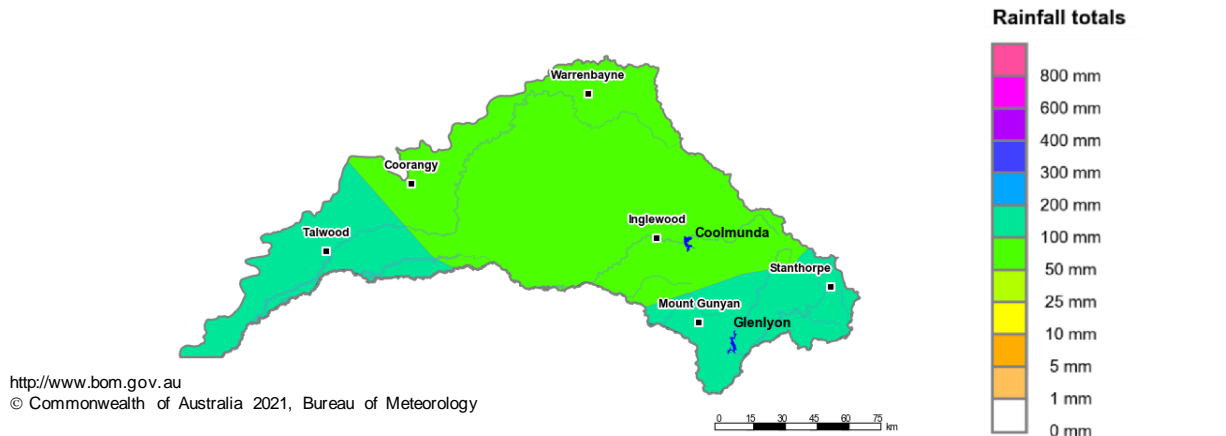 Rainfall totals
800 mm
600 mm
400 mm
300 mm
200 mm
100 mm
50 mm
25 mm
10 mm
5 mm
1 mm
0 mm
Warrenbayne
Coorangy
Inglewood
Coolmunda
Talwood
Stanthorpe
Mount Gunyan
Glenlyon
http://www.bom.gov.au
© Commonwealth of Australia 2021, Bureau of Meteorology
0 15 30 45 60 75
km